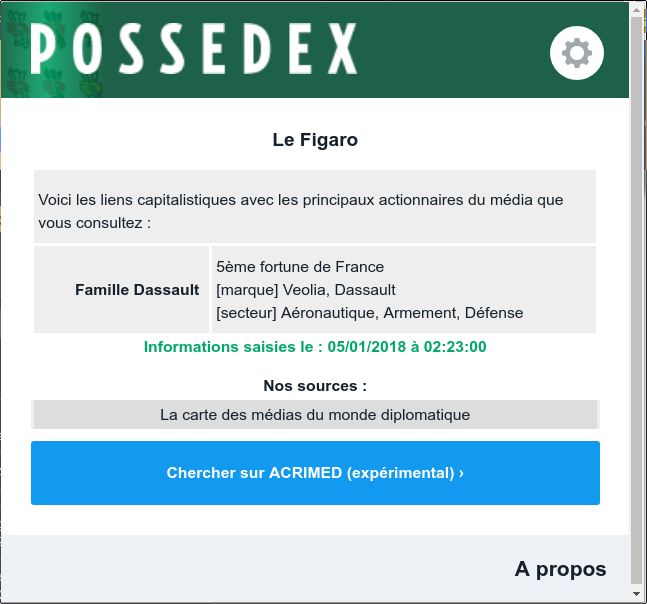 POSSEDEX
Le Figaro
Voici les liens capitalistiques avec les principaux actionnaires du média que
vous consultez :
Famille Dassault
5ème fortune de France
[marque] Veolia, Dassault
[secteur] Aéronautique, Armement, Défense
Informations saisies le : 05/01/2018 à 02:23:00
Nos sources :
La carte des médias du monde diplomatique
Chercher sur ACRIMED (expérimental) ›
A propos